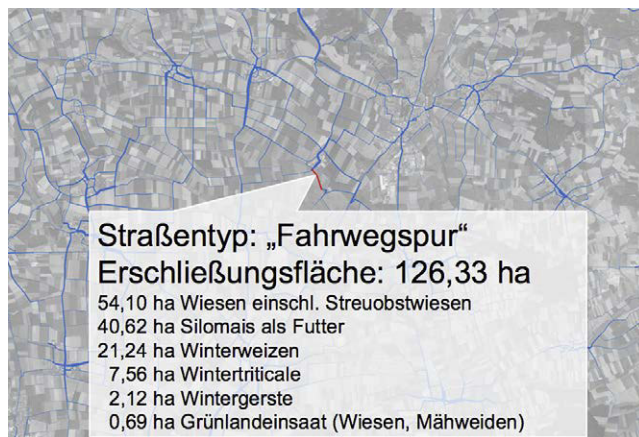 Straßentyp: „Fahrwegspur“
Erschließungsfläche: 126,33 ha
54,10 ha Wiesen einschl. Streuobstwiesen
40,62 ha Silomais als Futter
21,24 ha Winterweizen
7,56 ha Wintertriticale
2,12 ha Wintergerste
0,69 ha Grünlandeinsaat (Wiesen, Mähweiden)